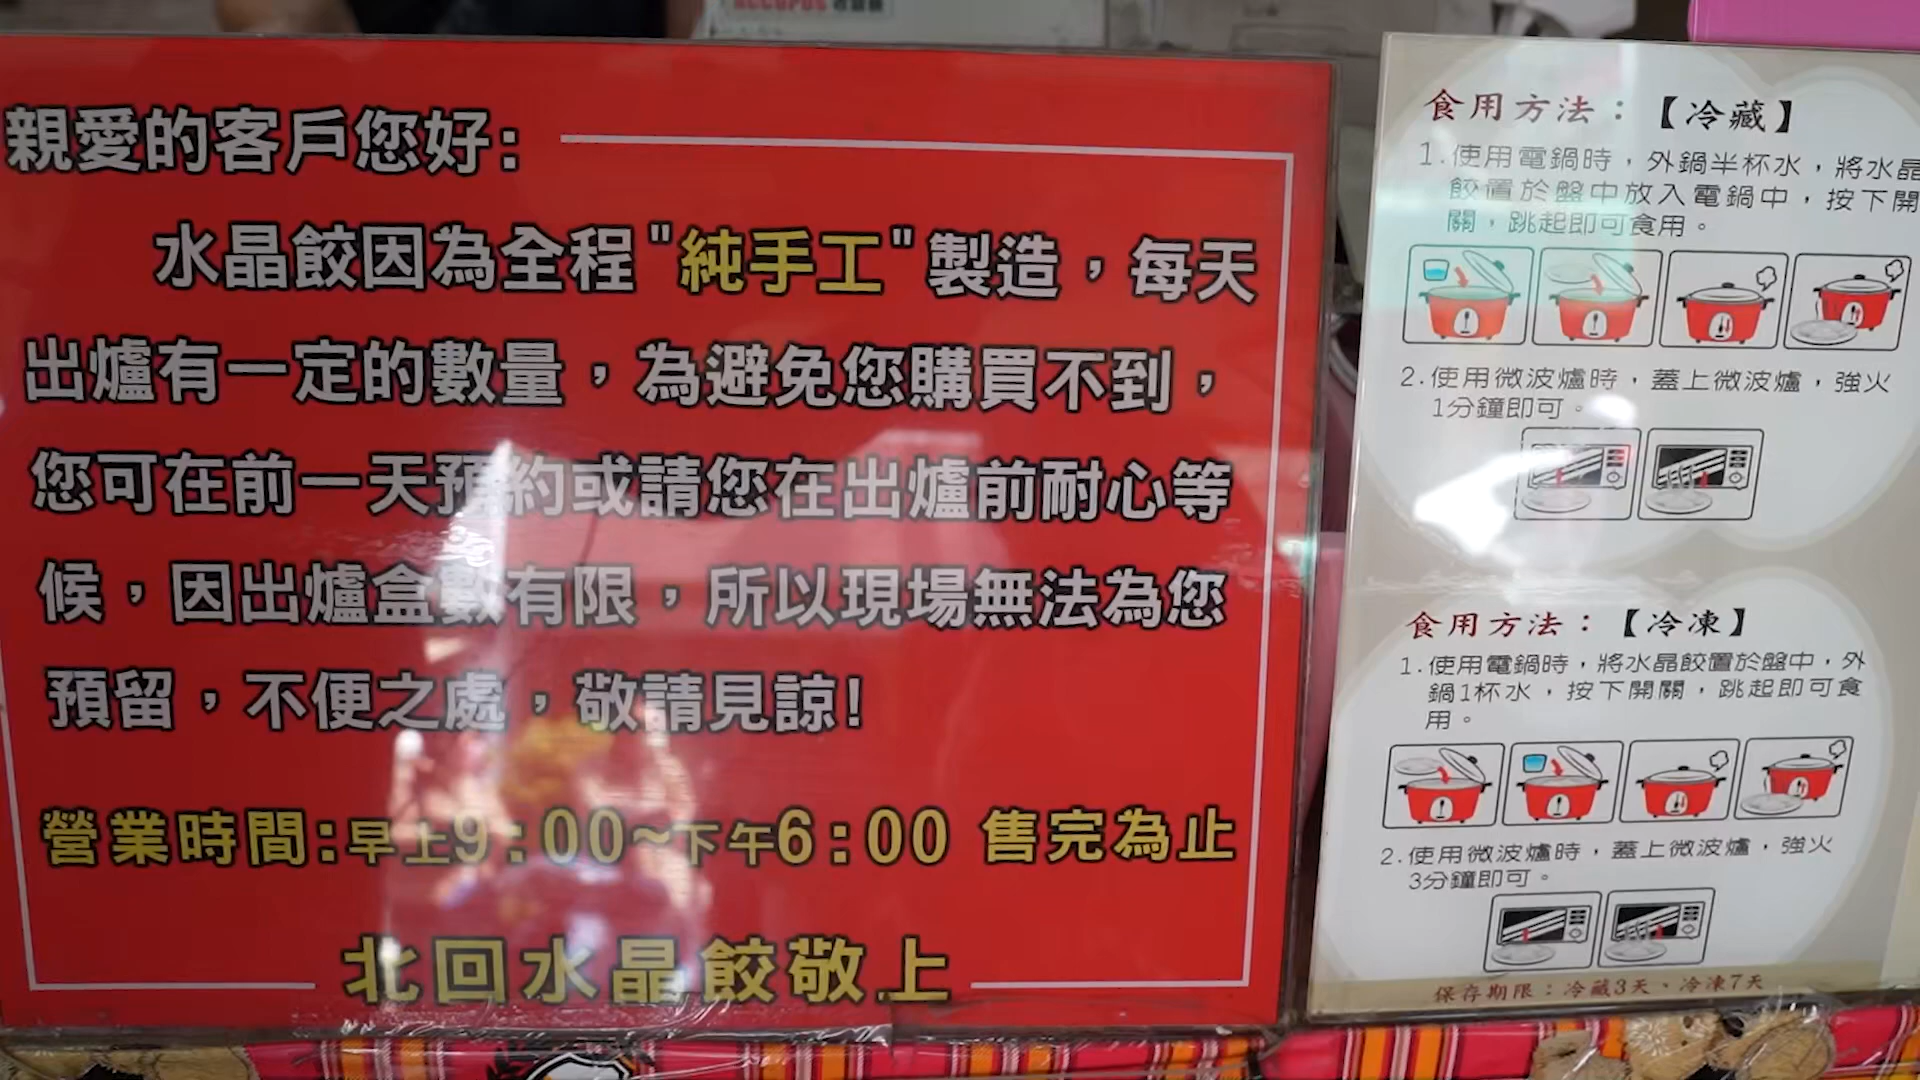 親愛的客戶您好:
水晶餃因為全程"純手工"製造，每天
出爐有一定的數量，為避免您購買不到，
您可在前一天預約或請您在出爐前耐心等
候，因出爐盒數有限，所以現場無法為您
預留，不便之處，敬請見諒!
營業時間:早上9:00~下午6:00 售完為止
北回水晶餃敬上
食用方法：【冷藏】
1.使用電鍋時，外鍋半杯水，將水晶
餃置於盤中放入電鍋中，按下開
關，跳起即可食用。
2.使用微波爐時，蓋上微波爐，強火
1分鐘即可。
食用方法：【冷凍】
1.使用電鍋時，將水晶餃置於盤中，外
鍋1杯水，按下開關，跳起即可食
用。
2.使用微波爐時，蓋上微波爐，強火
3分鐘即可。
保存期限：冷藏3天、冷凍7天